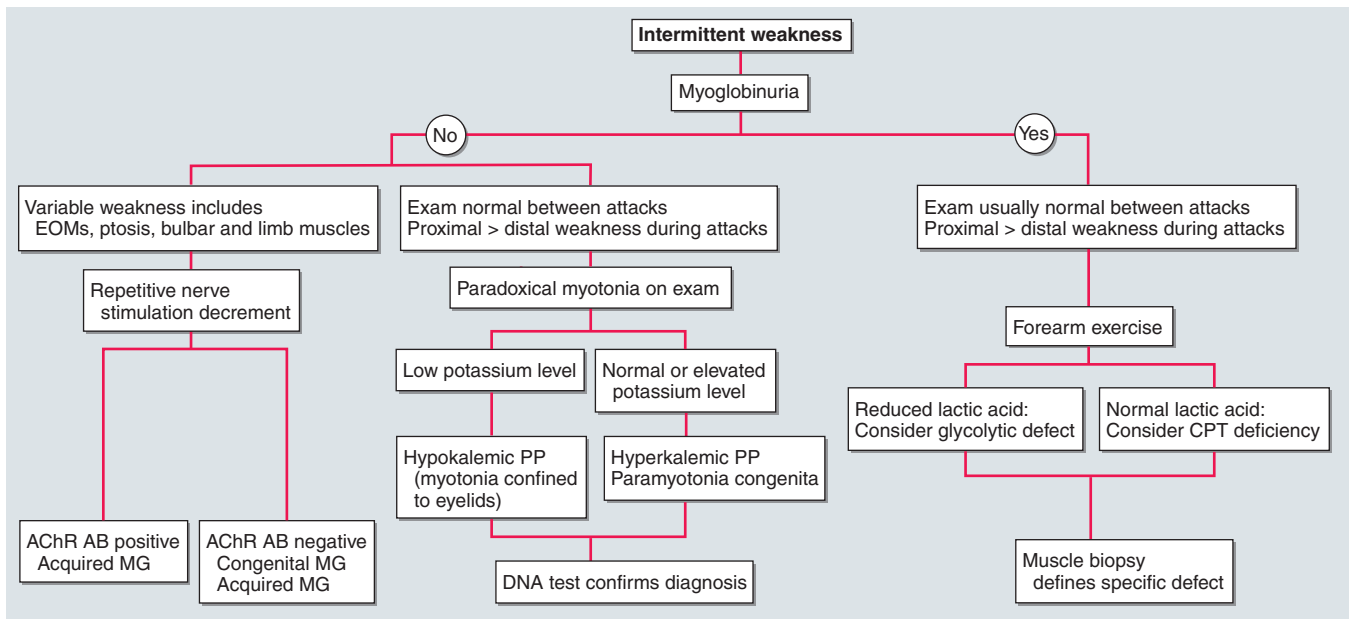 Intermittent weakness
Myoglobinuria
No
Yes
Variable weakness includes
EOMs, ptosis, bulbar and limb muscles
Exam normal between attacks
Proximal > distal weakness during attacks
Exam usually normal between attacks
Proximal > distal weakness during attacks
Repetitive nerve
stimulation decrement
Paradoxical myotonia on exam
Forearm exercise
Low potassium level
Normal or elevated
potassium level
Reduced lactic acid:
Consider glycolytic defect
Normal lactic acid:
Consider CPT deficiency
Hypokalemic PP
(myotonia confined
to eyelids)
Hyperkalemic PP
Paramyotonia congenita
AChR AB positive
Acquired MG
AChR AB negative
Congenital MG
Acquired MG
DNA test confirms diagnosis
Muscle biopsy
defines specific defect